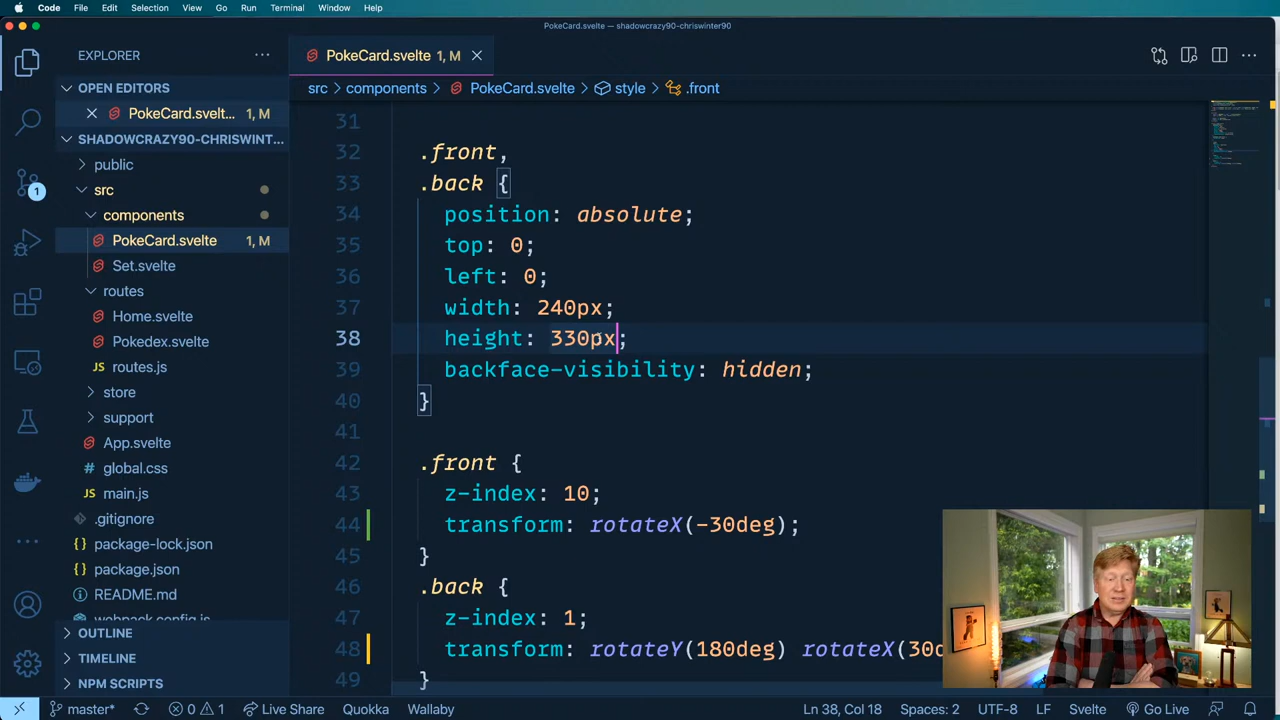 Code File Edit Selection View Go Run Terminal Window Help
PokeCard.svelte — shadowcrazy90-chriswinter90
EXPLORER
PokeCard.svelte 1, M
OPEN EDITORS
PokeCard.svelt... 1, M
src > components > PokeCard.svelte > style > .front
SHADOWCRAZY90-CHRISWINT...
public
src
components
PokeCard.svelte 1, M
Set.svelte
routes
Home.svelte
Pokedex.svelte
routes.js
store
support
App.svelte
global.css
main.js
.gitignore
package-lock.json
package.json
README.md
webpack.config.js
OUTLINE
TIMELINE
NPM SCRIPTS
1
31
32 .front,
33 .back {
34 position: absolute;
35 top: 0;
36 left: 0;
37 width: 240px;
38 height: 330px;
39 backface-visibility: hidden;
40 }
41
42 .front {
43 z-index: 10;
44 transform: rotateX(-30deg);
45 }
46 .back {
47 z-index: 1;
48 transform: rotateY(180deg) rotateX(30d
49 }
master* 0 1 Live Share Quokka Wallaby Ln 38, Col 18 Spaces: 2 UTF-8 LF Svelte Go Live